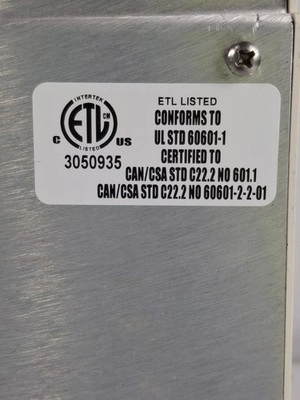 INTERTEK
ETL CM
LISTED
C US
3050935
ETL LISTED
CONFORMS TO
UL STD 60601-1
CERTIFIED TO
CAN/CSA STD C22.2 NO 601.1
CAN/CSA STD C22.2 NO 60601-2-2-01